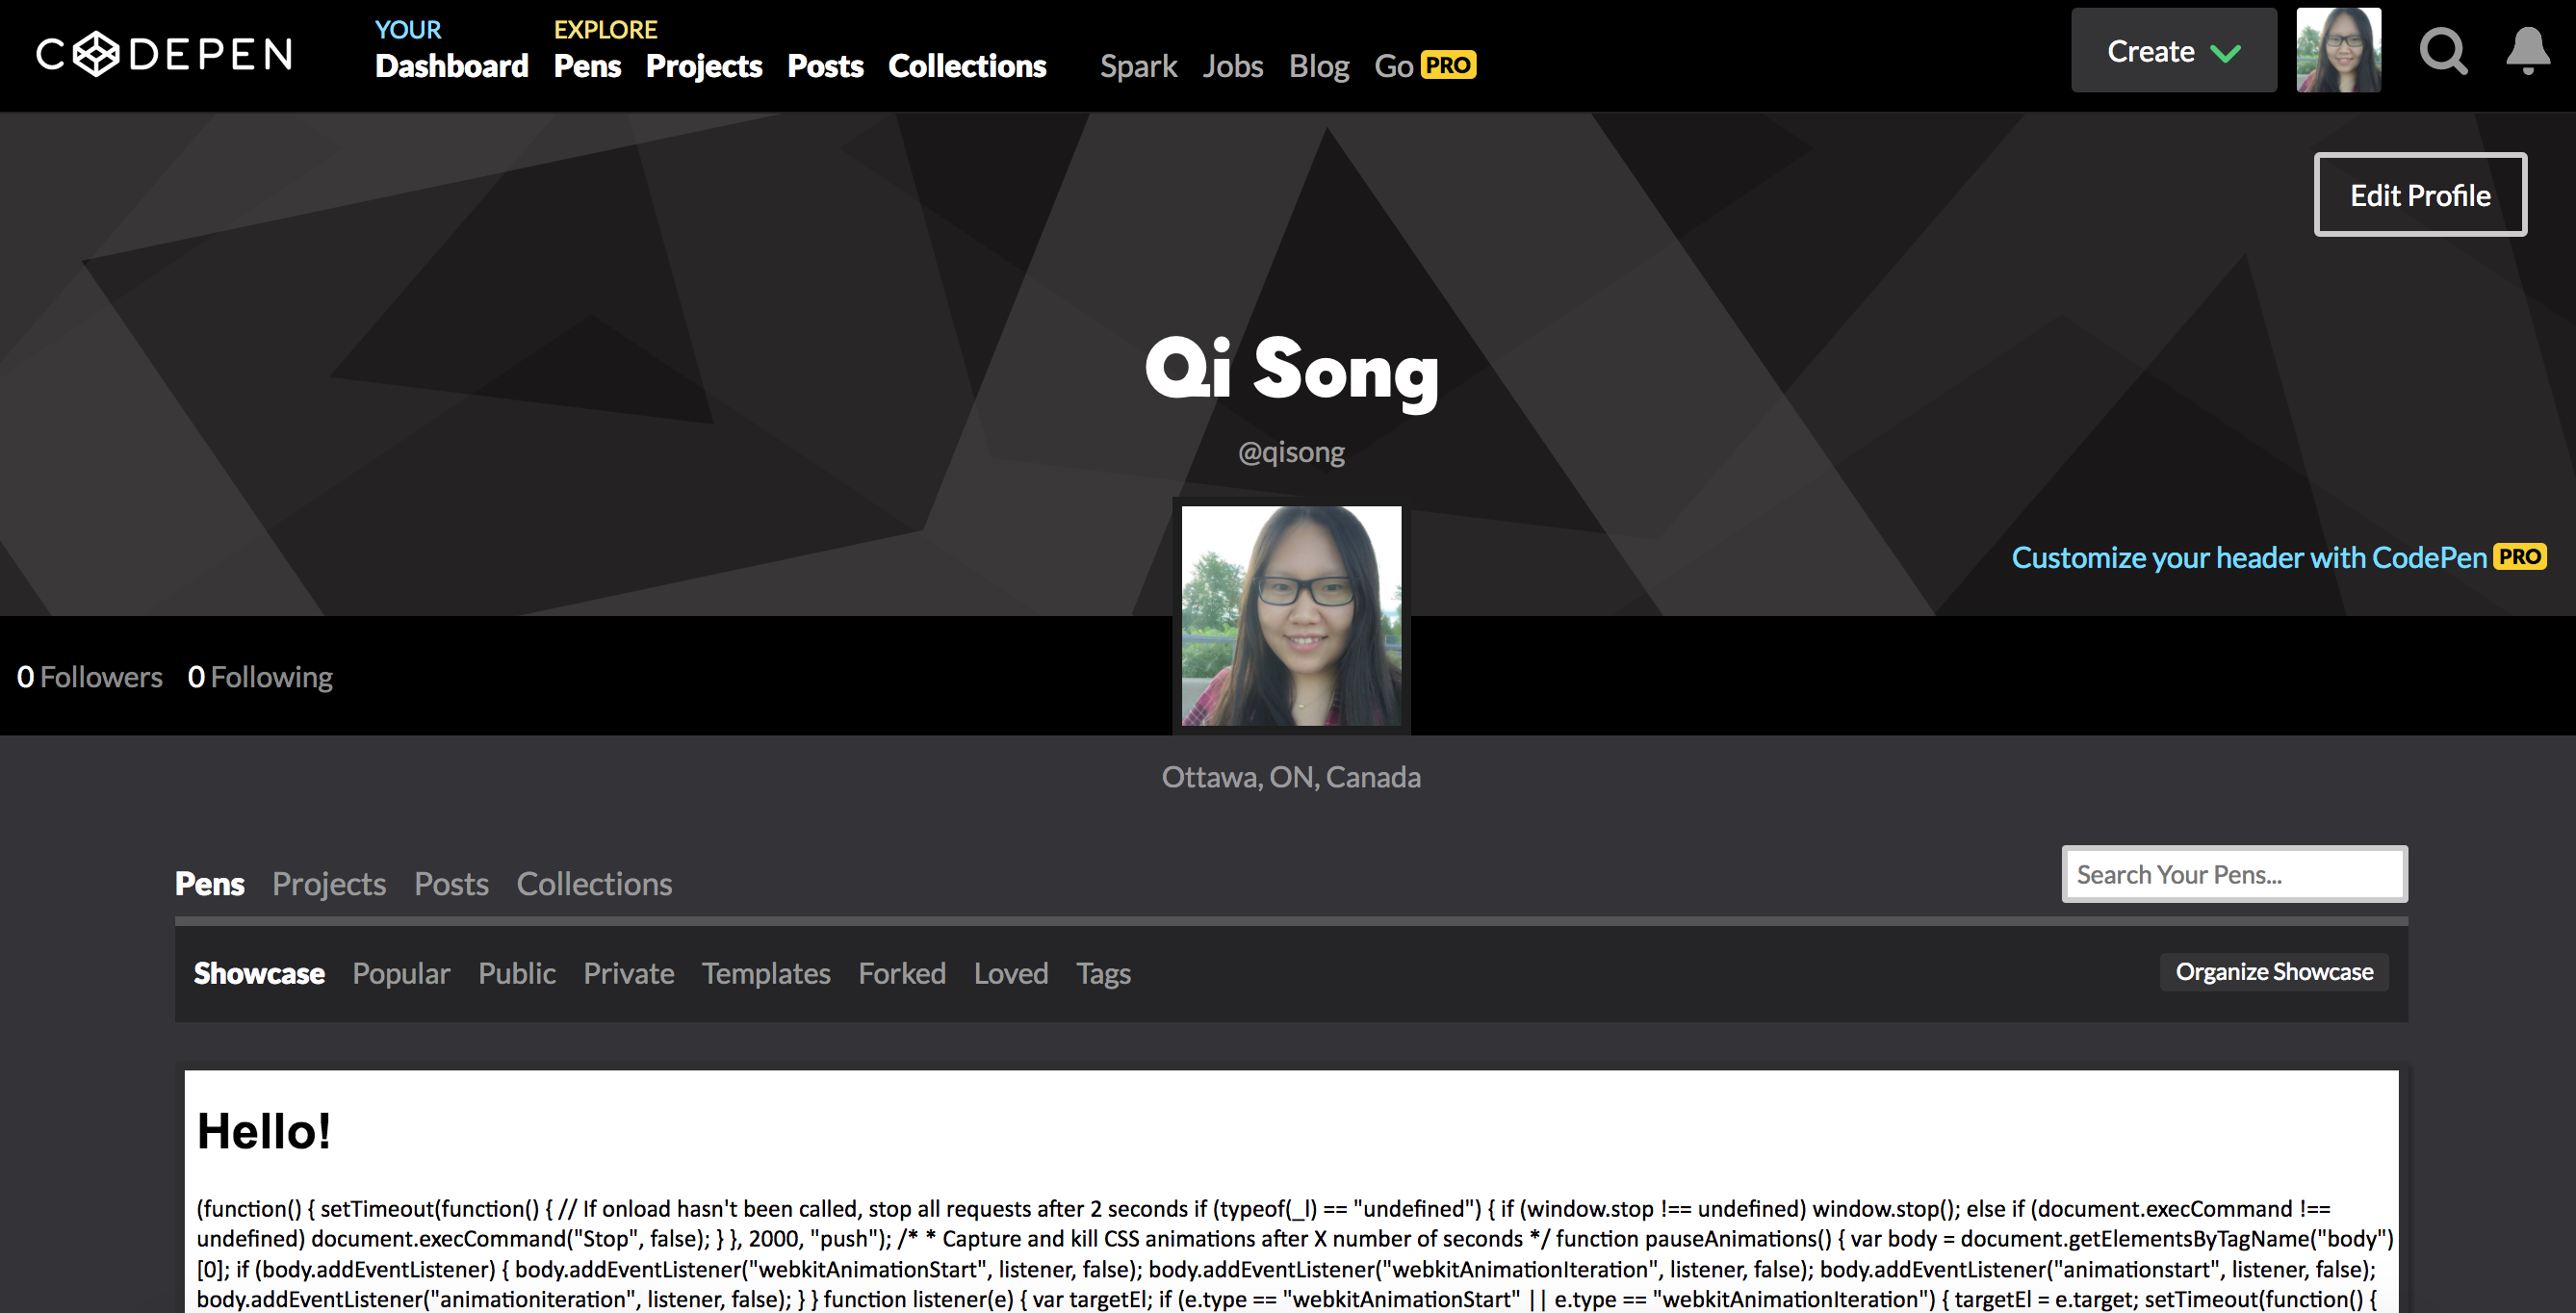 CODEPEN
YOUR EXPLORE
Dashboard Pens Projects Posts Collections Spark Jobs Blog Go PRO Create
Edit Profile
Qi Song
@qisong
Customize your header with CodePen PRO
0 Followers 0 Following
Ottawa, ON, Canada
Pens Projects Posts Collections Search Your Pens...
Showcase Popular Public Private Templates Forked Loved Tags Organize Showcase
Hello!
(function() { setTimeout(function() { // If onload hasn't been called, stop all requests after 2 seconds if (typeof(_l) == "undefined") { if (window.stop !== undefined) window.stop(); else if (document.execCommand !==
undefined) document.execCommand("Stop", false); } }, 2000, "push"); /* * Capture and kill CSS animations after X number of seconds */ function pauseAnimations() { var body = document.getElementsByTagName("body")
[0]; if (body.addEventListener) { body.addEventListener("webkitAnimationStart", listener, false); body.addEventListener("webkitAnimationIteration", listener, false); body.addEventListener("animationstart", listener, false);
body.addEventListener("animationiteration", listener, false); } } function listener(e) { var targetEl; if (e.type == "webkitAnimationStart" || e.type == "webkitAnimationIteration") { targetEl = e.target; setTimeout(function() {